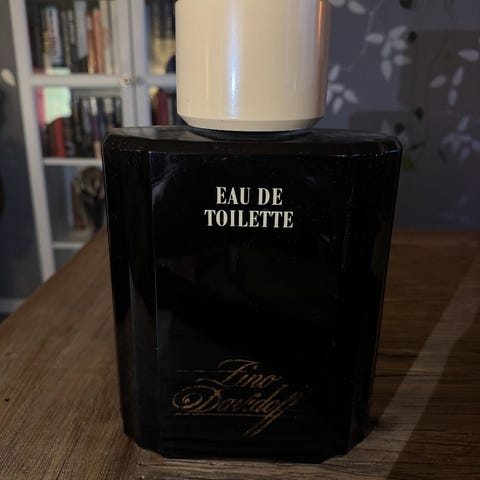 EAU DE
TOILETTE
Zino
Davidoff